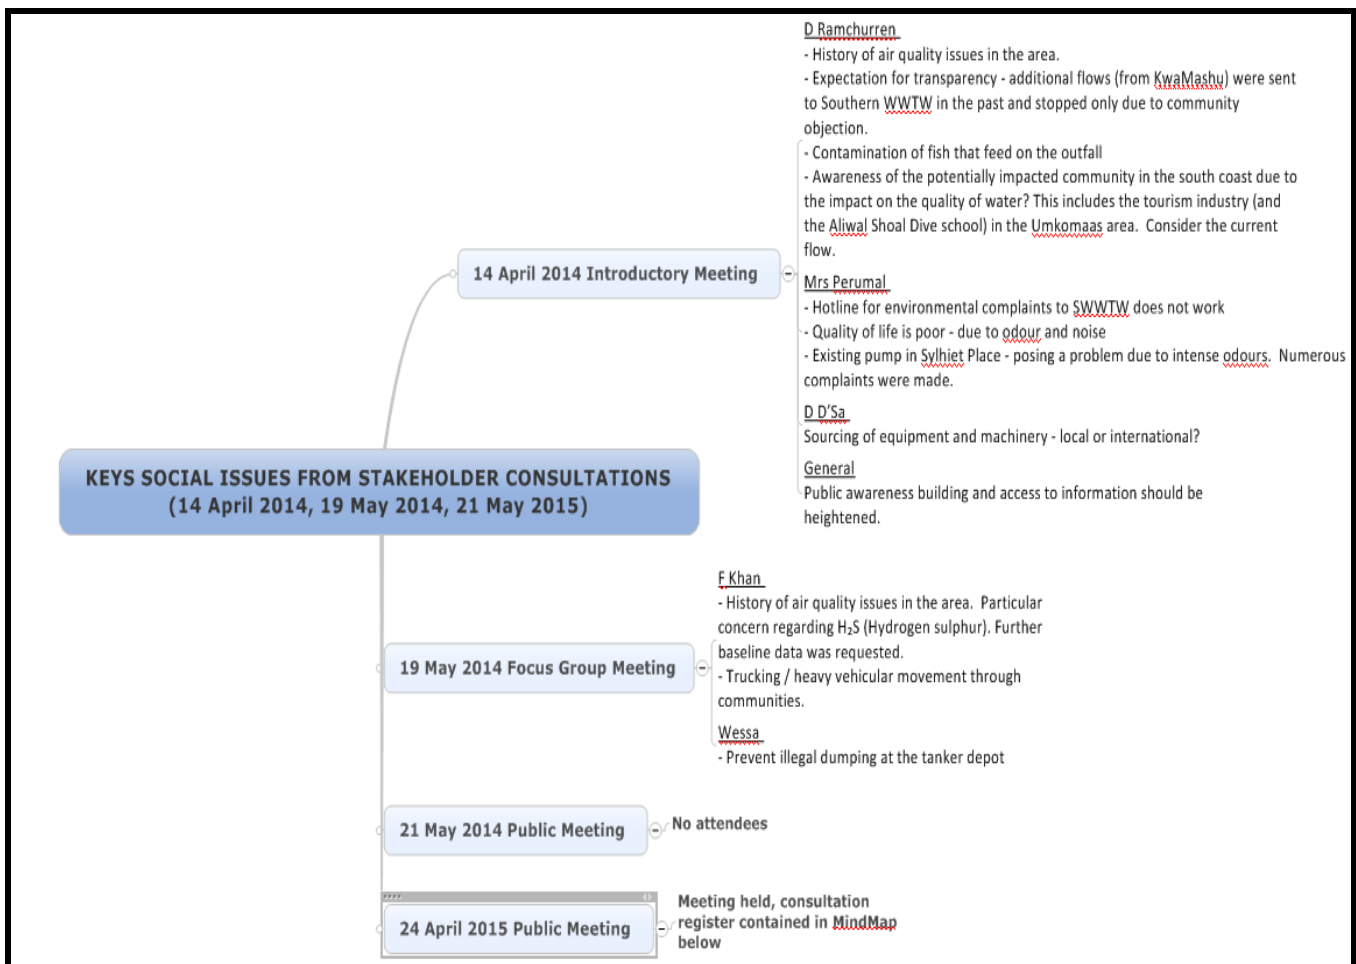 D Ramchurren
- History of air quality issues in the area.
- Expectation for transparency - additional flows (from KwaMashu) were sent
to Southern WWTW in the past and stopped only due to community
objection.
- Contamination of fish that feed on the outfall
- Awareness of the potentially impacted community in the south coast due to
the impact on the quality of water? This includes the tourism industry (and
the Aliwal Shoal Dive school) in the Umkomaas area.  Consider the current
flow.
14 April 2014 Introductory Meeting
Mrs Perumal
- Hotline for environmental complaints to SWWTW does not work
- Quality of life is poor - due to odour and noise
- Existing pump in Sylhiet Place - posing a problem due to intense odours.  Numerous
complaints were made.
D D'Sa
Sourcing of equipment and machinery - local or international?
General
Public awareness building and access to information should be
heightened.
KEYS SOCIAL ISSUES FROM STAKEHOLDER CONSULTATIONS
(14 April 2014, 19 May 2014, 21 May 2015)
19 May 2014 Focus Group Meeting
F Khan
- History of air quality issues in the area.  Particular
concern regarding H₂S (Hydrogen sulphur). Further
baseline data was requested.
- Trucking / heavy vehicular movement through
communities.
Wessa
- Prevent illegal dumping at the tanker depot
21 May 2014 Public Meeting
No attendees
24 April 2015 Public Meeting
Meeting held, consultation
register contained in MindMap
below